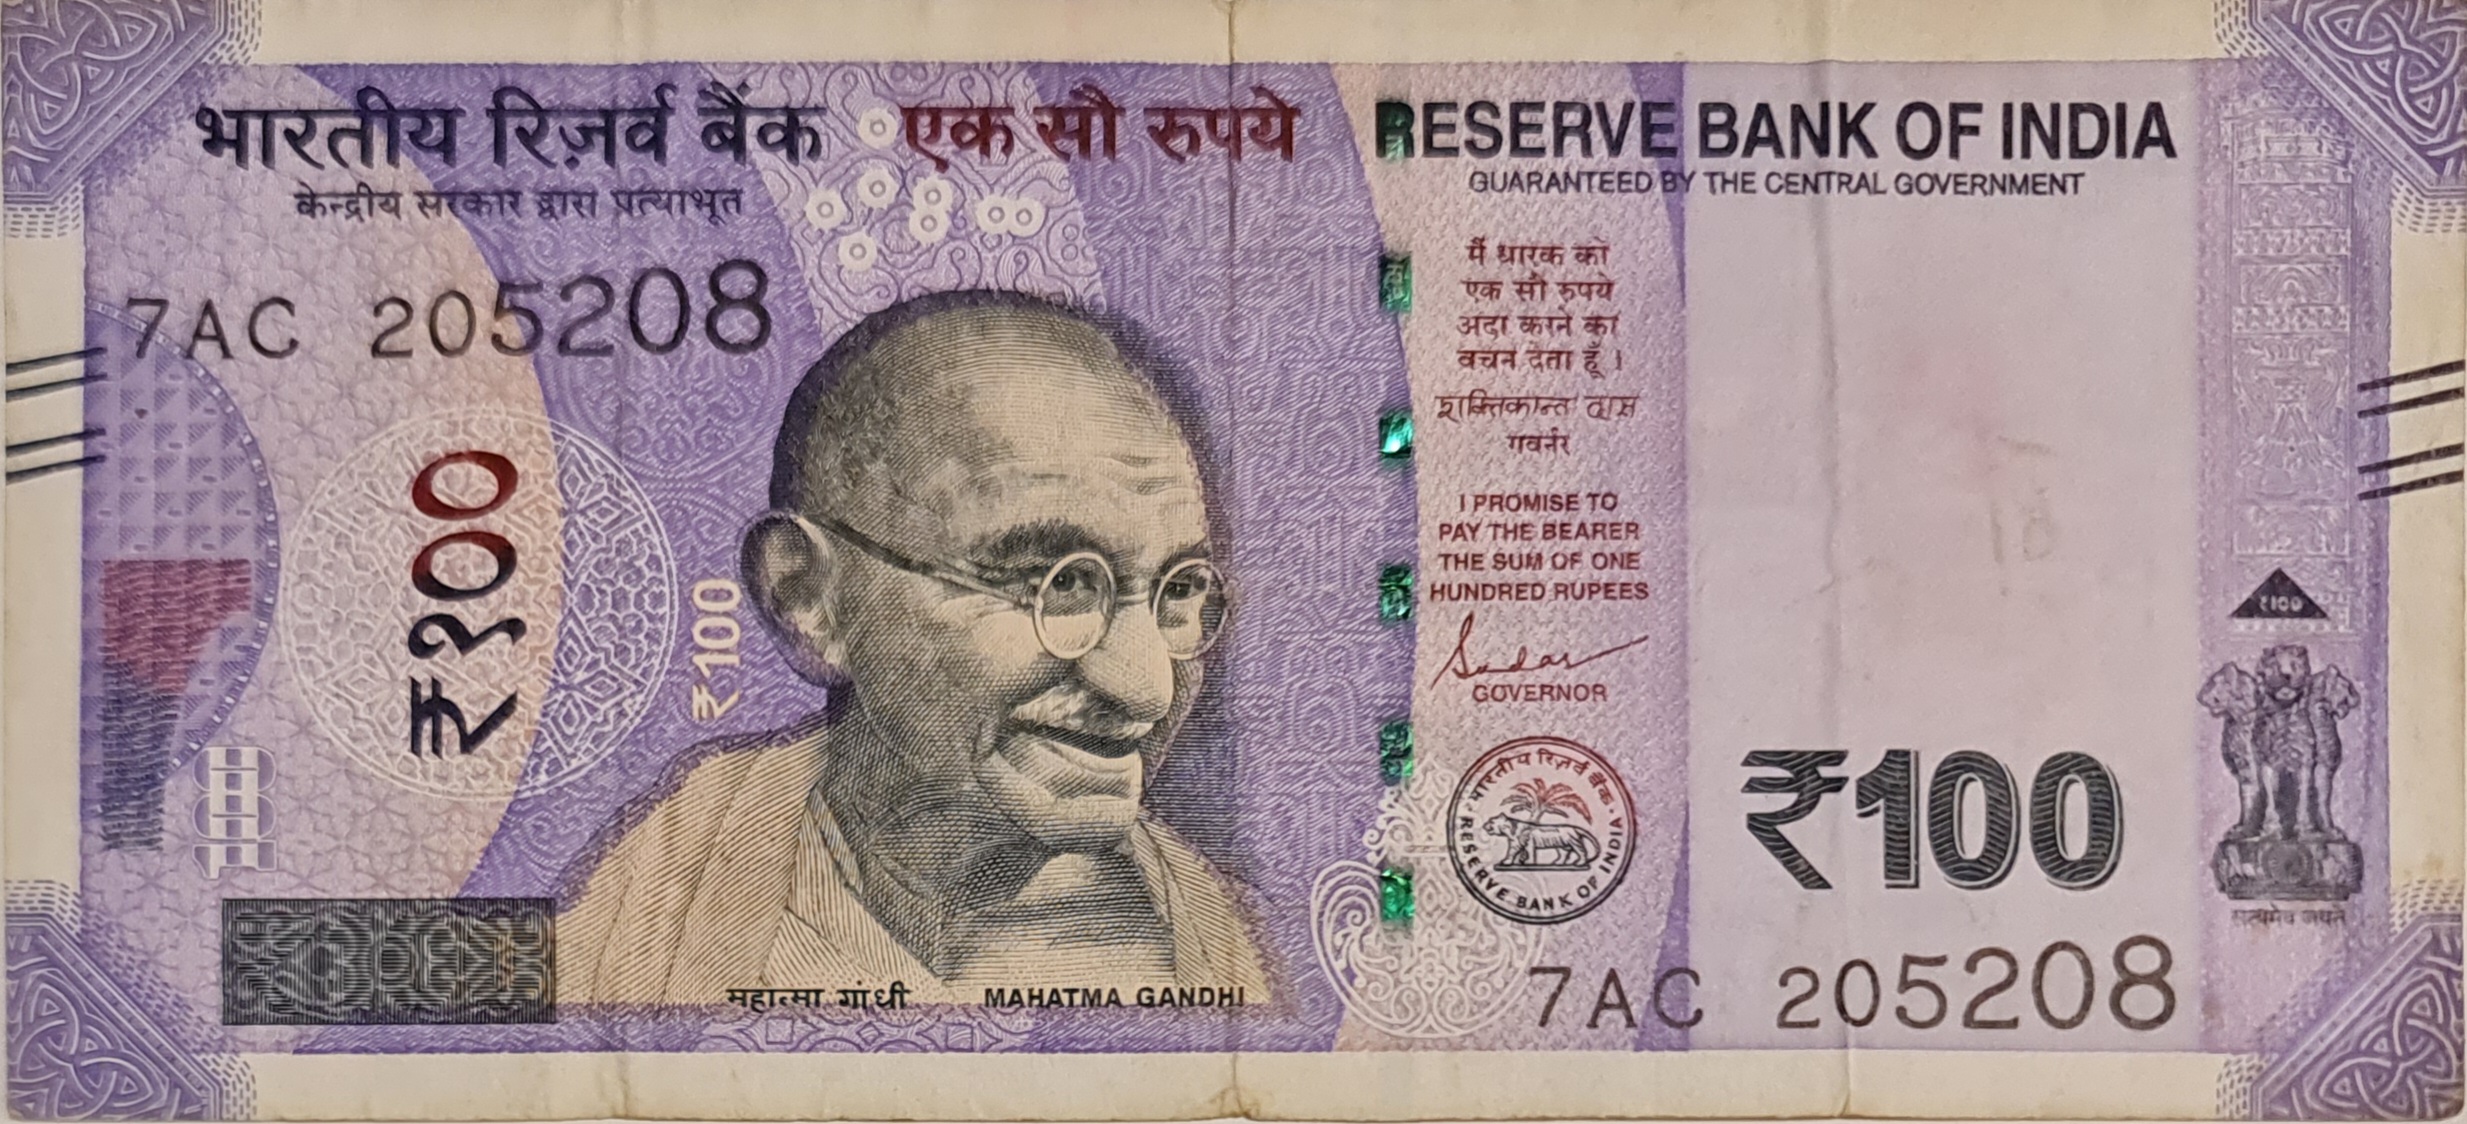 भारतीय रिज़र्व बैंक
केन्द्रीय सरकार द्वारा प्रत्याभूत
एक सौ रुपये
RESERVE BANK OF INDIA
GUARANTEED BY THE CENTRAL GOVERNMENT
7AC 205208
₹१००
₹100
मैं धारक को
एक सौ रुपये
अदा करने का
वचन देता हूँ ।
शक्तिकान्त दास
गवर्नर
I PROMISE TO
PAY THE BEARER
THE SUM OF ONE
HUNDRED RUPEES
GOVERNOR
भारतीय रिज़र्व बैंक
RESERVE BANK OF INDIA
₹100
₹100
सत्यमेव जयते
महात्मा गांधी
MAHATMA GANDHI
7AC 205208